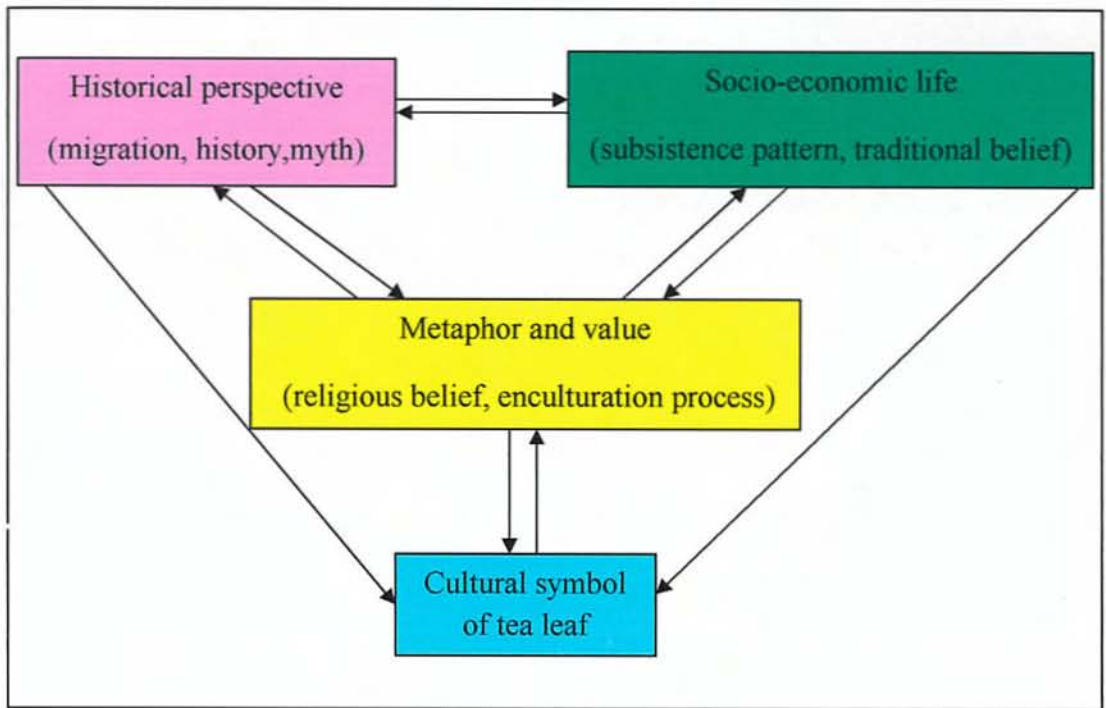 Historical perspective
(migration, history,myth)
Socio-economic life
(subsistence pattern, traditional belief)
Metaphor and value
(religious belief, enculturation process)
Cultural symbol
of tea leaf